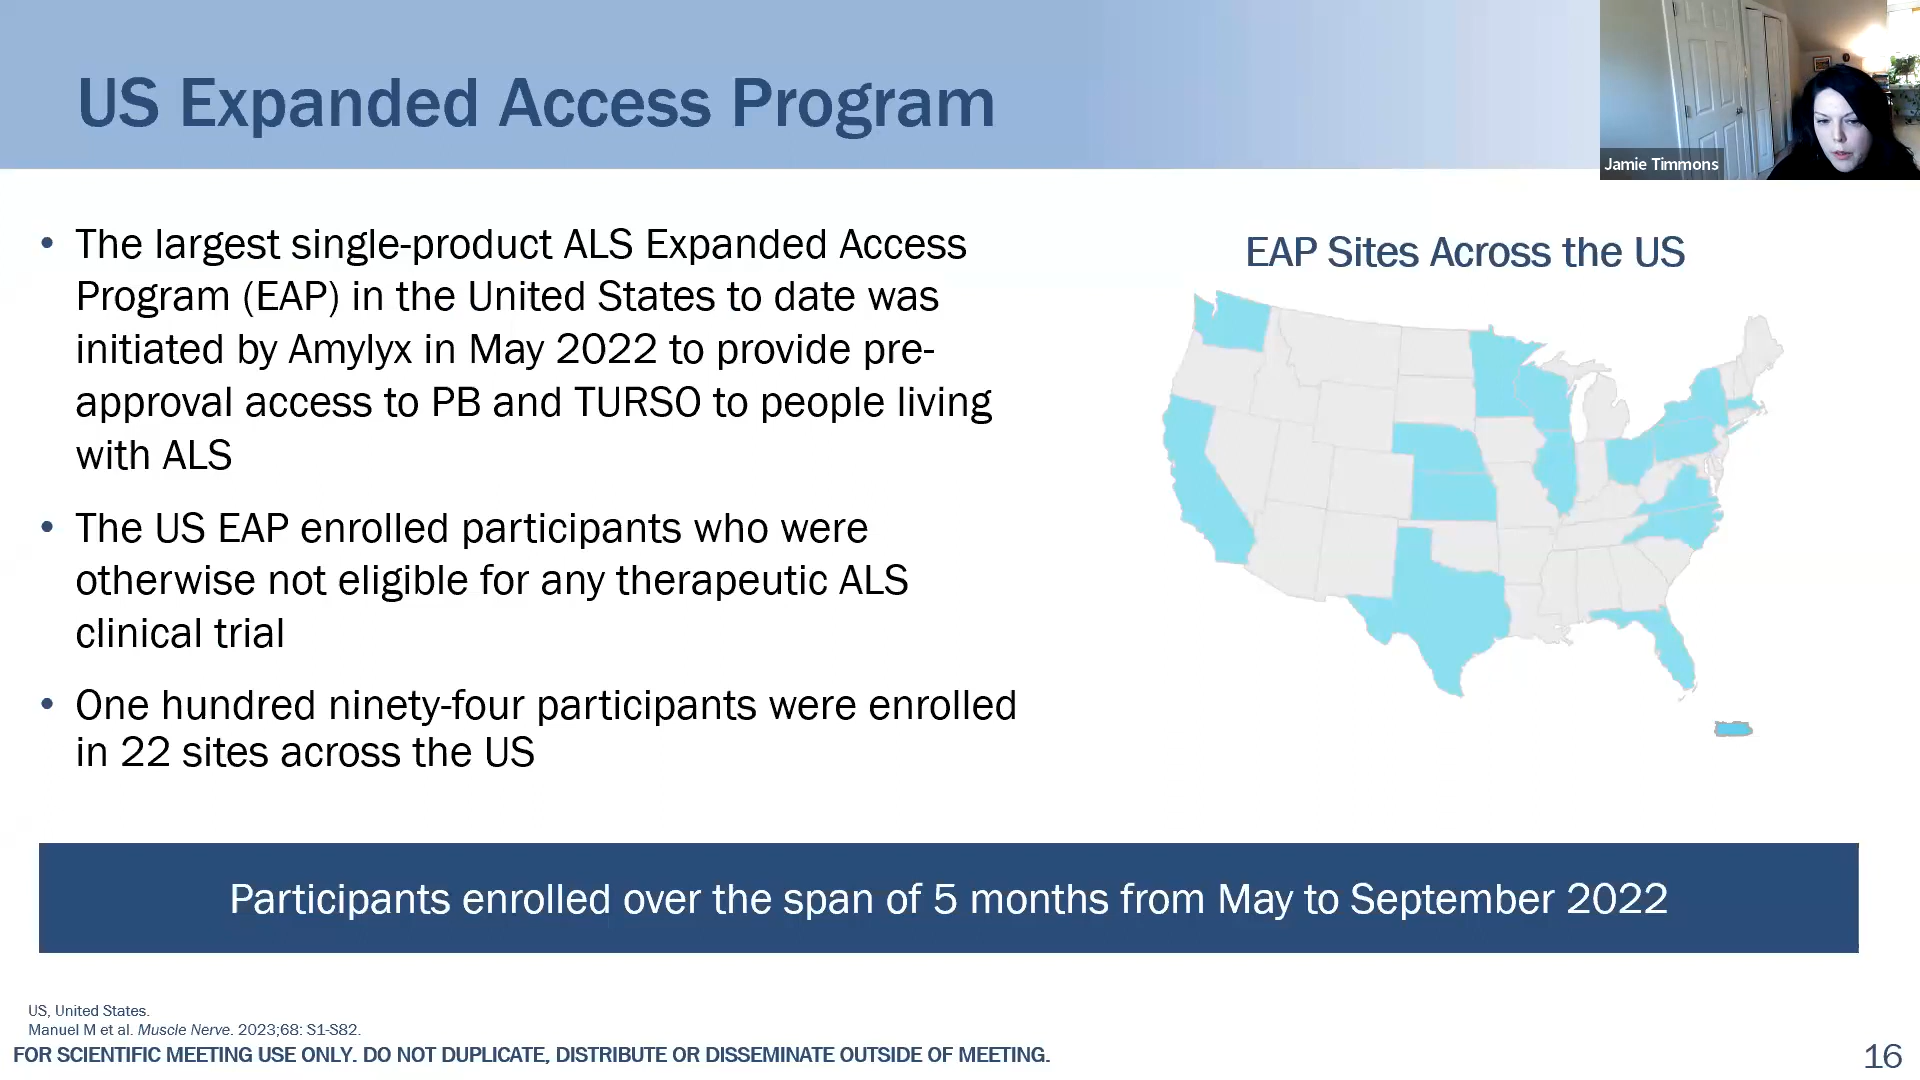 US Expanded Access Program
Jamie Timmons
• The largest single-product ALS Expanded Access
Program (EAP) in the United States to date was
initiated by Amylyx in May 2022 to provide pre-
approval access to PB and TURSO to people living
with ALS
• The US EAP enrolled participants who were
otherwise not eligible for any therapeutic ALS
clinical trial
• One hundred ninety-four participants were enrolled
in 22 sites across the US
EAP Sites Across the US
Participants enrolled over the span of 5 months from May to September 2022
US, United States.
Manuel M et al. Muscle Nerve. 2023;68: S1-S82.
FOR SCIENTIFIC MEETING USE ONLY. DO NOT DUPLICATE, DISTRIBUTE OR DISSEMINATE OUTSIDE OF MEETING.
16